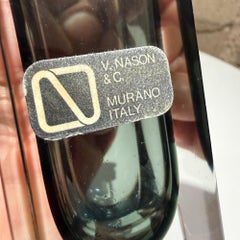 V. NASON
& C.
MURANO
ITALY